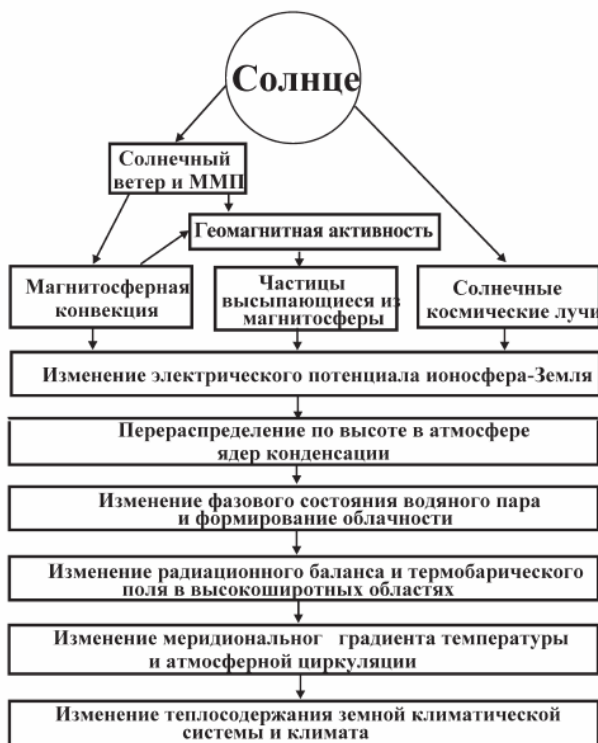 Солнце
Солнечный
ветер и ММП
Геомагнитная активность
Магнитосферная
конвекция
Частицы
высыпающиеся из
магнитосферы
Солнечные
космические лучи
Изменение электрического потенциала ионосфера-Земля
Перераспределение по высоте в атмосфере
ядер конденсации
Изменение фазового состояния водяного пара
и формирование облачности
Изменение радиационного баланса и термобарического
поля в высокоширотных областях
Изменение меридиональног градиента температуры
и атмосферной циркуляции
Изменение теплосодержания земной климатической
системы и климата